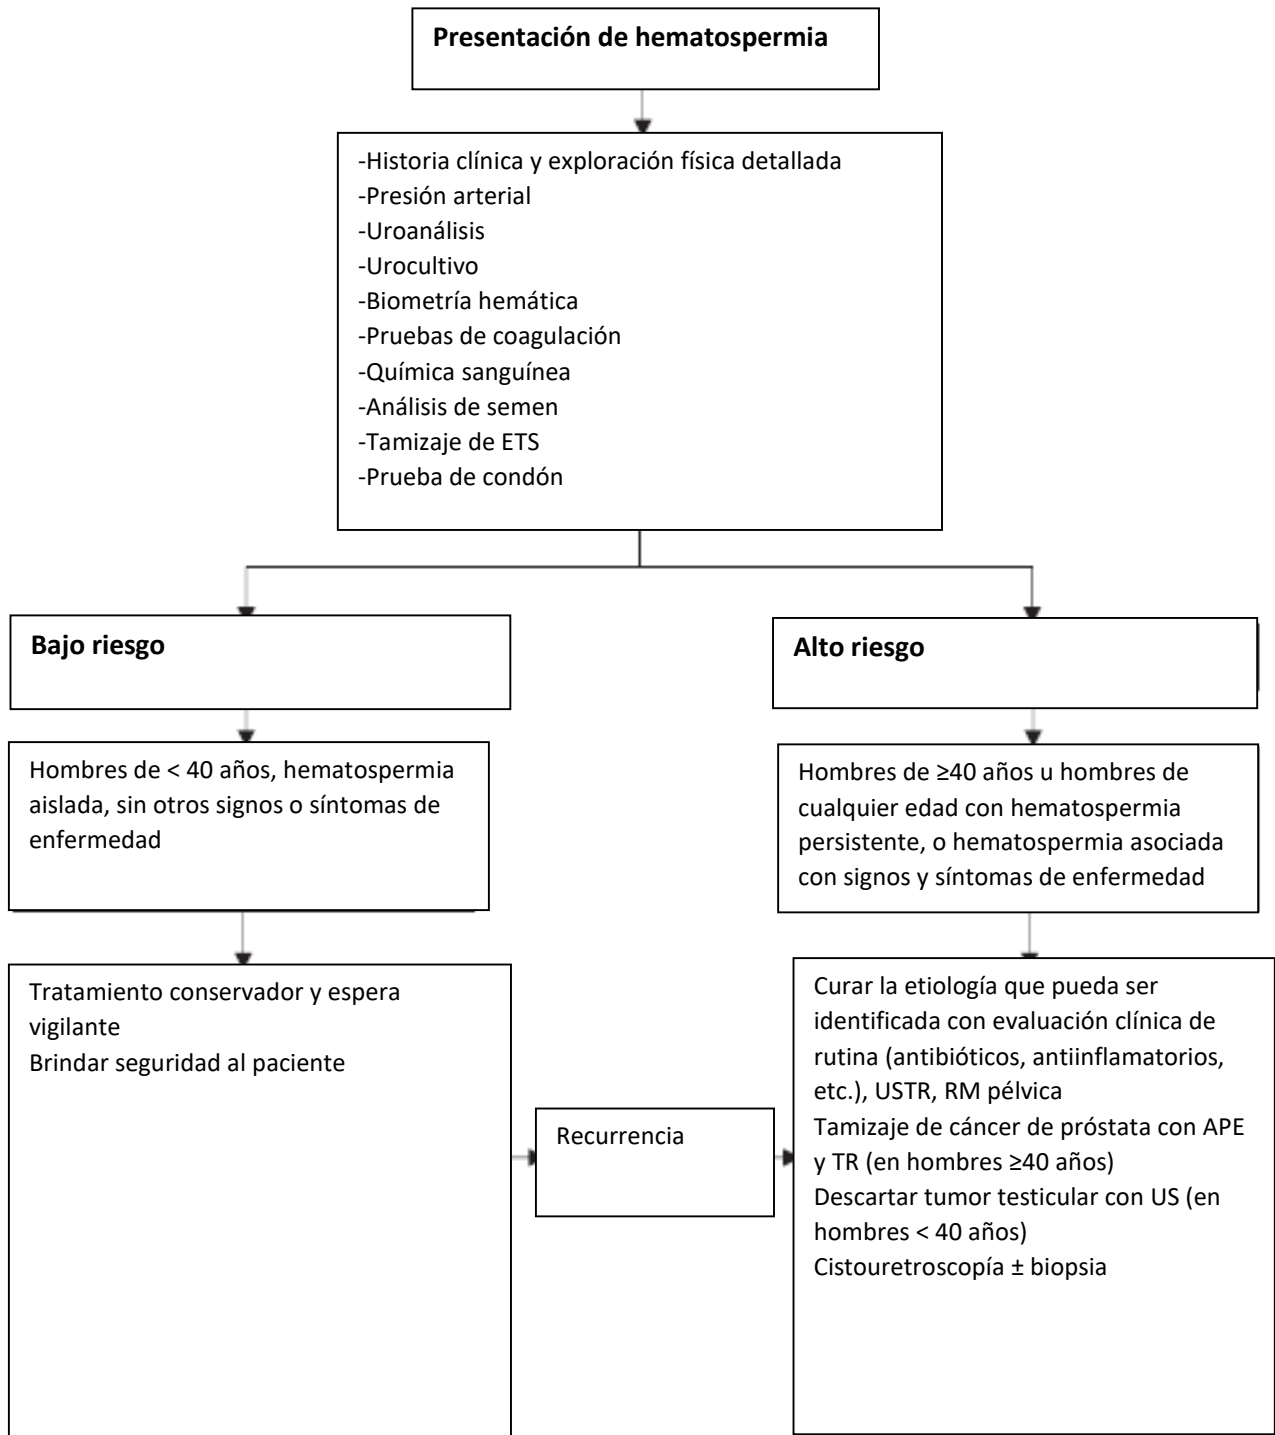 Presentación de hematospermia
-Historia clínica y exploración física detallada
-Presión arterial
-Uroanálisis
-Urocultivo
-Biometría hemática
-Pruebas de coagulación
-Química sanguínea
-Análisis de semen
-Tamizaje de ETS
-Prueba de condón
Bajo riesgo
Hombres de < 40 años, hematospermia
aislada, sin otros signos o síntomas de
enfermedad
Tratamiento conservador y espera
vigilante
Brindar seguridad al paciente
Recurrencia
Alto riesgo
Hombres de ≥40 años u hombres de
cualquier edad con hematospermia
persistente, o hematospermia asociada
con signos y síntomas de enfermedad
Curar la etiología que pueda ser
identificada con evaluación clínica de
rutina (antibióticos, antiinflamatorios,
etc.), USTR, RM pélvica
Tamizaje de cáncer de próstata con APE
y TR (en hombres ≥40 años)
Descartar tumor testicular con US (en
hombres < 40 años)
Cistouretroscopía ± biopsia